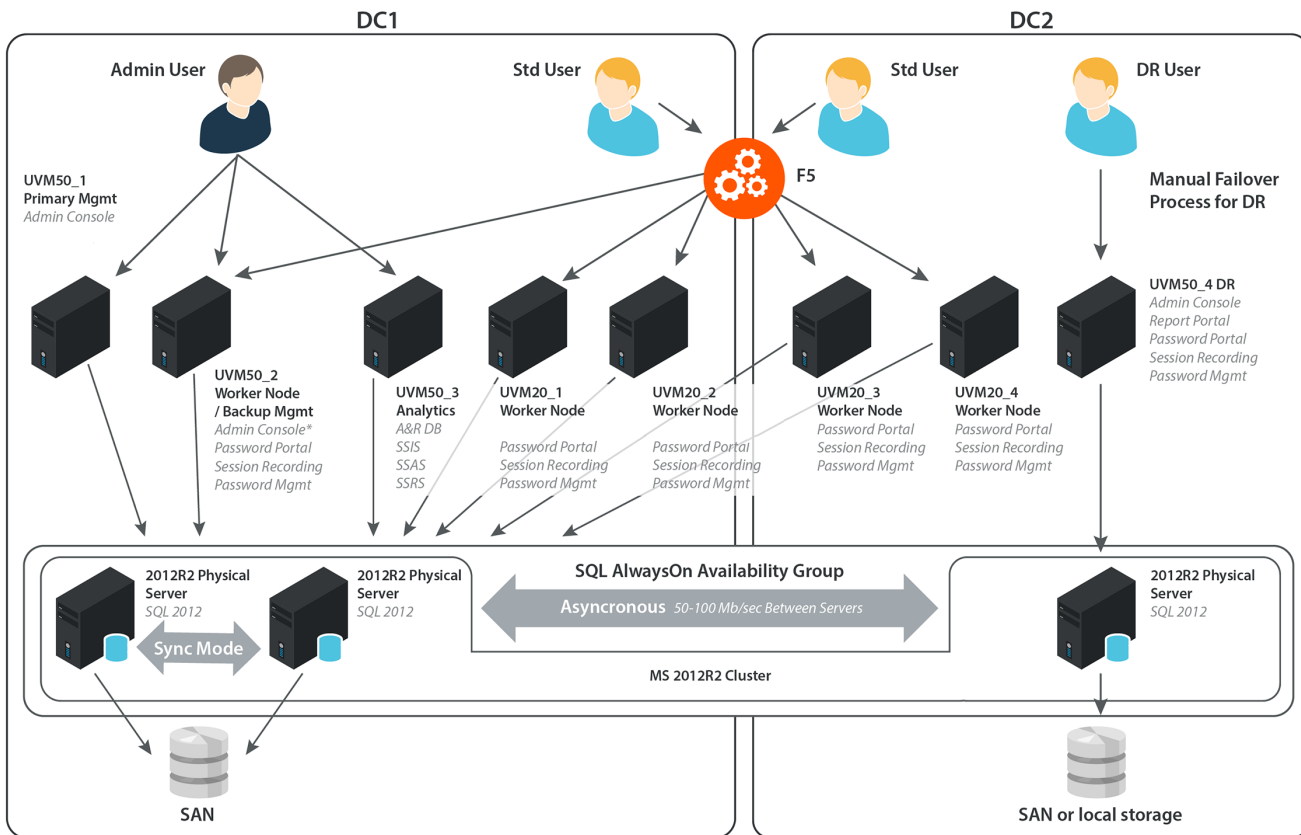 DC1
DC2
Admin User
Std User
Std User
DR User
F5
UVM50_1
Primary Mgmt
Admin Console
Manual Failover
Process for DR
UVM50_4 DR
Admin Console
Report Portal
Password Portal
Session Recording
Password Mgmt
UVM50_2
Worker Node
/ Backup Mgmt
Admin Console*
Password Portal
Session Recording
Password Mgmt
UVM50_3
Analytics
A&R DB
SSIS
SSAS
SSRS
UVM20_1
Worker Node
Password Portal
Session Recording
Password Mgmt
UVM20_2
Worker Node
Password Portal
Session Recording
Password Mgmt
UVM20_3
Worker Node
Password Portal
Session Recording
Password Mgmt
UVM20_4
Worker Node
Password Portal
Session Recording
Password Mgmt
2012R2 Physical
Server
SQL 2012
Sync Mode
2012R2 Physical
Server
SQL 2012
SQL AlwaysOn Availability Group
Asyncronous 50-100 Mb/sec Between Servers
MS 2012R2 Cluster
2012R2 Physical
Server
SQL 2012
SAN
SAN or local storage